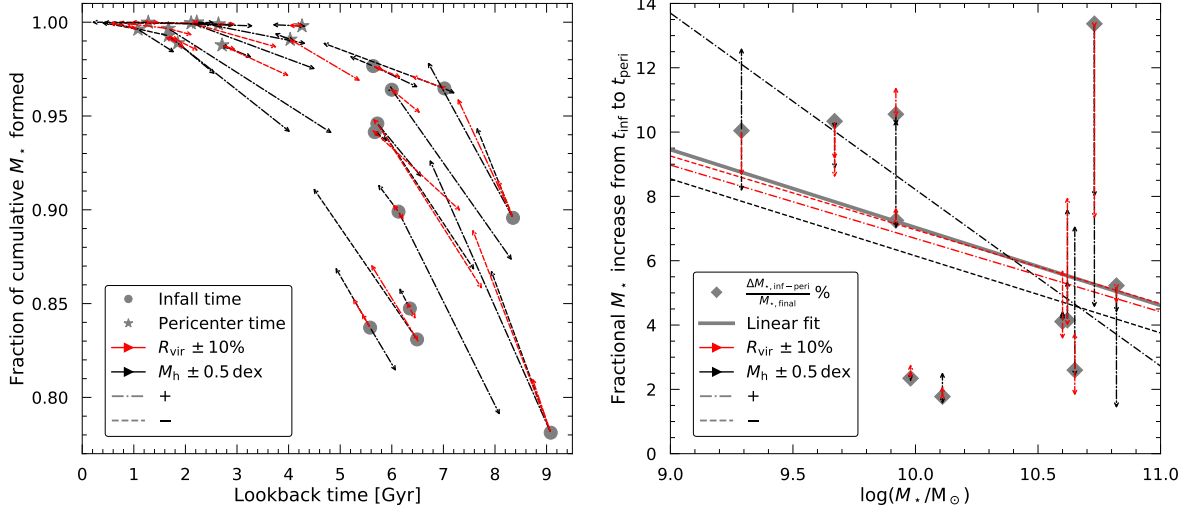 Fraction of cumulative M⋆ formed
1.00
0.95
0.90
0.85
0.80
Infall time
Pericenter time
R_vir ± 10%
M_h ± 0.5 dex
+
−
0 1 2 3 4 5 6 7 8 9
Lookback time [Gyr]
Fractional M⋆ increase from t_inf to t_peri
14
12
10
8
6
4
2
0
ΔM⋆,inf−peri / M⋆,final %
Linear fit
R_vir ± 10%
M_h ± 0.5 dex
+
−
9.0 9.5 10.0 10.5 11.0
log(M⋆/M⊙)